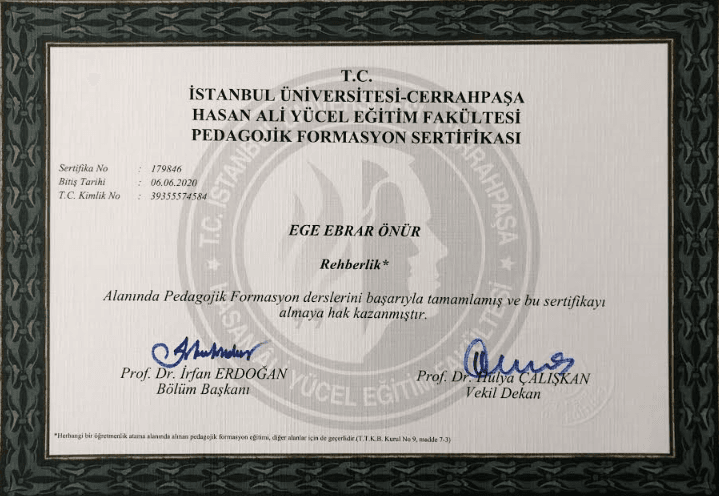 T.C.
İSTANBUL ÜNİVERSİTESİ-CERRAHPAŞA
HASAN ALİ YÜCEL EĞİTİM FAKÜLTESİ
PEDAGOJİK FORMASYON SERTİFİKASI
Sertifika No : 179846
Bitiş Tarihi : 06.06.2020
T.C. Kimlik No : 39355574584
EGE EBRAR ÖNÜR
Rehberlik*
Alanında Pedagojik Formasyon derslerini başarıyla tamamlamış ve bu sertifikayı
almaya hak kazanmıştır.
Prof. Dr. İrfan ERDOĞAN
Bölüm Başkanı
Prof. Dr. Hülya ÇALIŞKAN
Vekil Dekan
*Herhangi bir öğretmenlik atama alanında alınan pedagojik formasyon eğitimi, diğer alanlar için de geçerlidir.(T.T.K.B. Kurul No 9, madde 7-3)